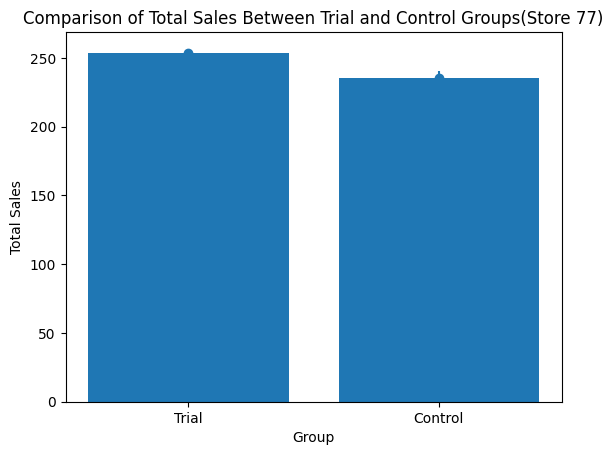 Comparison of Total Sales Between Trial and Control Groups(Store 77)
Total Sales
250
200
150
100
50
0
Trial
Control
Group